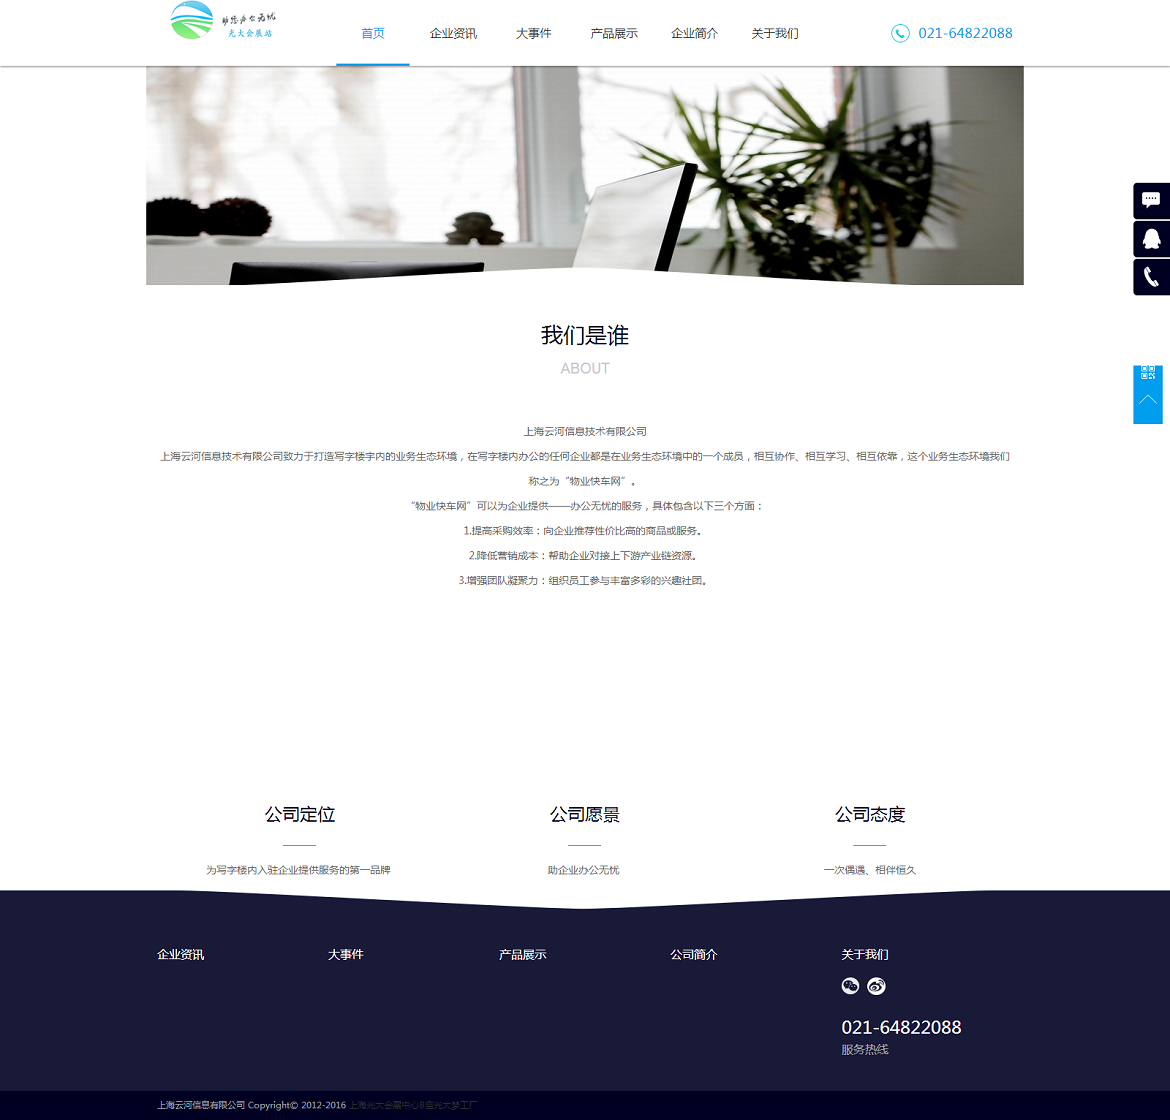 帮您办公无忧
光大会展站
首页
企业资讯
大事件
产品展示
企业简介
关于我们
021-64822088
我们是谁
ABOUT
上海云河信息技术有限公司
上海云河信息技术有限公司致力于打造写字楼宇内的业务生态环境，在写字楼内办公的任何企业都是在业务生态环境中的一个成员，相互协作、相互学习、相互依靠，这个业务生态环境我们
称之为“物业快车网”。
“物业快车网”可以为企业提供——办公无忧的服务，具体包含以下三个方面：
1.提高采购效率：向企业推荐性价比高的商品或服务。
2.降低营销成本：帮助企业对接上下游产业链资源。
3.增强团队凝聚力：组织员工参与丰富多彩的兴趣社团。
公司定位
公司愿景
公司态度
为写字楼内入驻企业提供服务的第一品牌
助企业办公无忧
一次偶遇、相伴恒久
企业资讯
大事件
产品展示
公司简介
关于我们
021-64822088
服务热线
上海云河信息有限公司 Copyright© 2012-2016 上海光大会展中心B座光大梦工厂